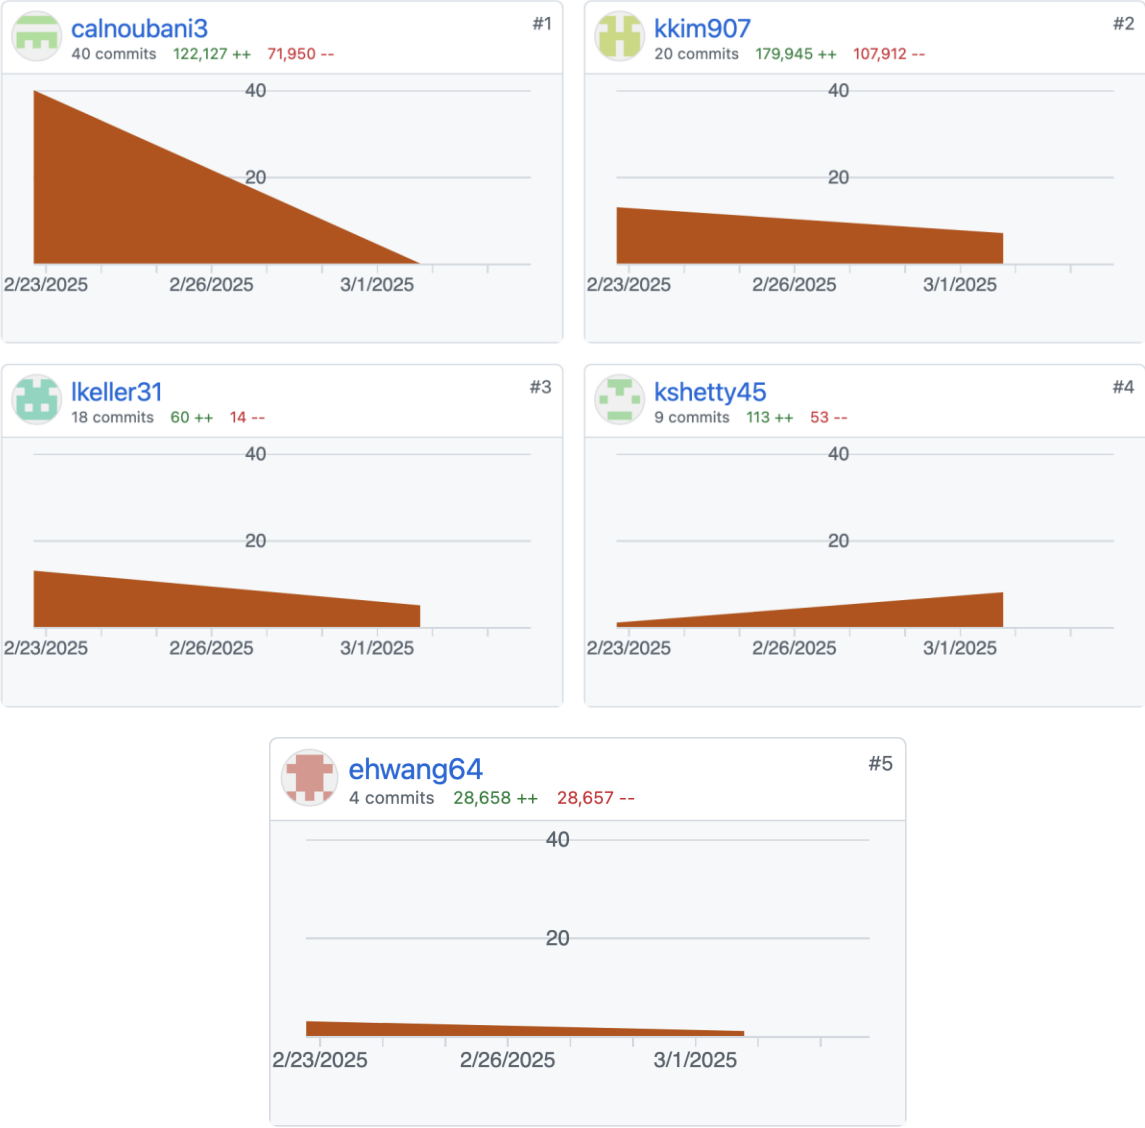 calnoubani3 #1
40 commits 122,127 ++ 71,950 --
40
20
2/23/2025 2/26/2025 3/1/2025
kkim907 #2
20 commits 179,945 ++ 107,912 --
40
20
2/23/2025 2/26/2025 3/1/2025
lkeller31 #3
18 commits 60 ++ 14 --
40
20
2/23/2025 2/26/2025 3/1/2025
kshetty45 #4
9 commits 113 ++ 53 --
40
20
2/23/2025 2/26/2025 3/1/2025
ehwang64 #5
4 commits 28,658 ++ 28,657 --
40
20
2/23/2025 2/26/2025 3/1/2025